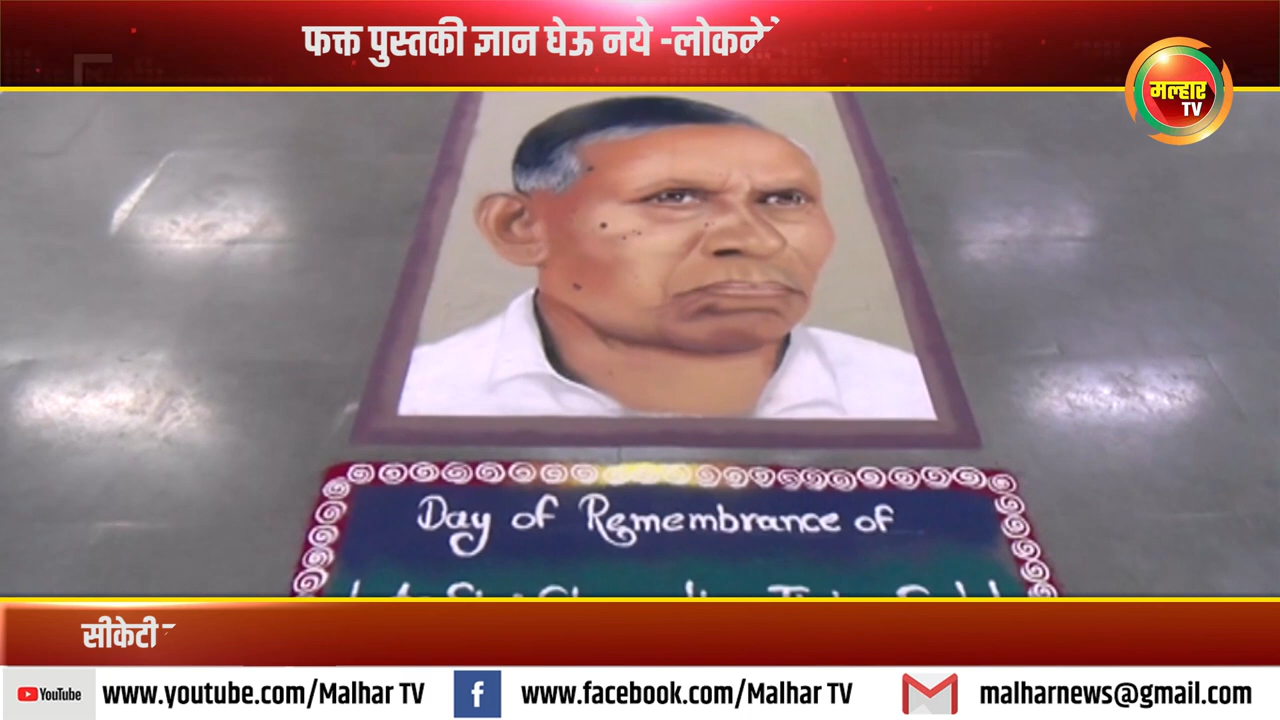 फक्त पुस्तकी ज्ञान घेऊ नये -लोकनेते
मल्हार
TV
Day of Remembrance of
सीकेटी
YouTube
www.youtube.com/Malhar TV
f
www.facebook.com/Malhar TV
malharnews@gmail.com